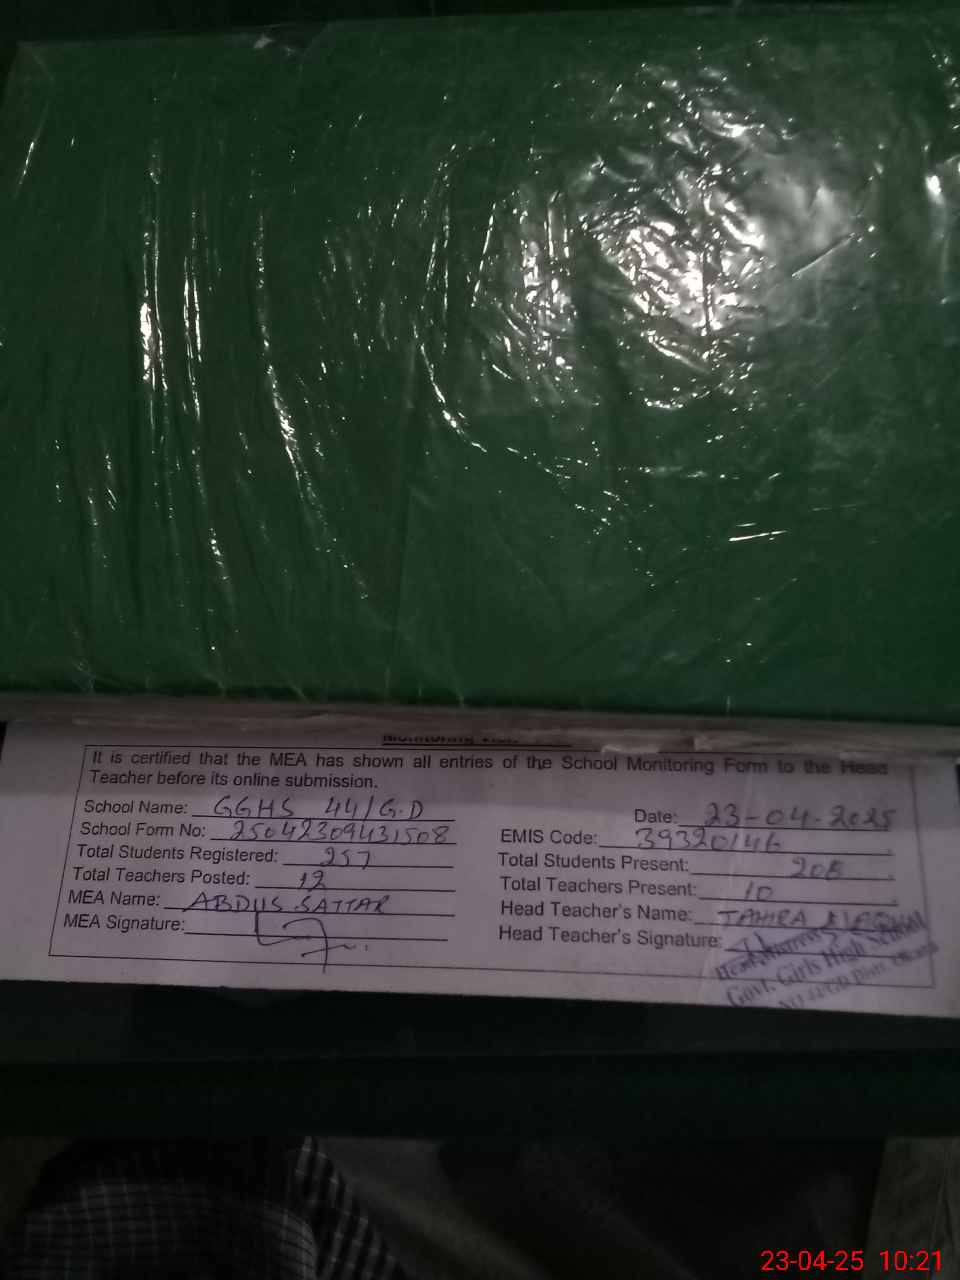 It is certified that the MEA has shown all entries of the School Monitoring Form to the Head
Teacher before its online submission.
School Name: GGHS 44/G.D
Date: 23-04-2025
School Form No: 25042309431508
EMIS Code: 39320146
Total Students Registered: 257
Total Students Present: 208
Total Teachers Posted: 12
Total Teachers Present: 10
MEA Name: ABDUS SATTAR
Head Teacher's Name: TAHIRA
MEA Signature:
Head Teacher's Signature:
Headmistress
Govt. Girls High School
23-04-25 10:21